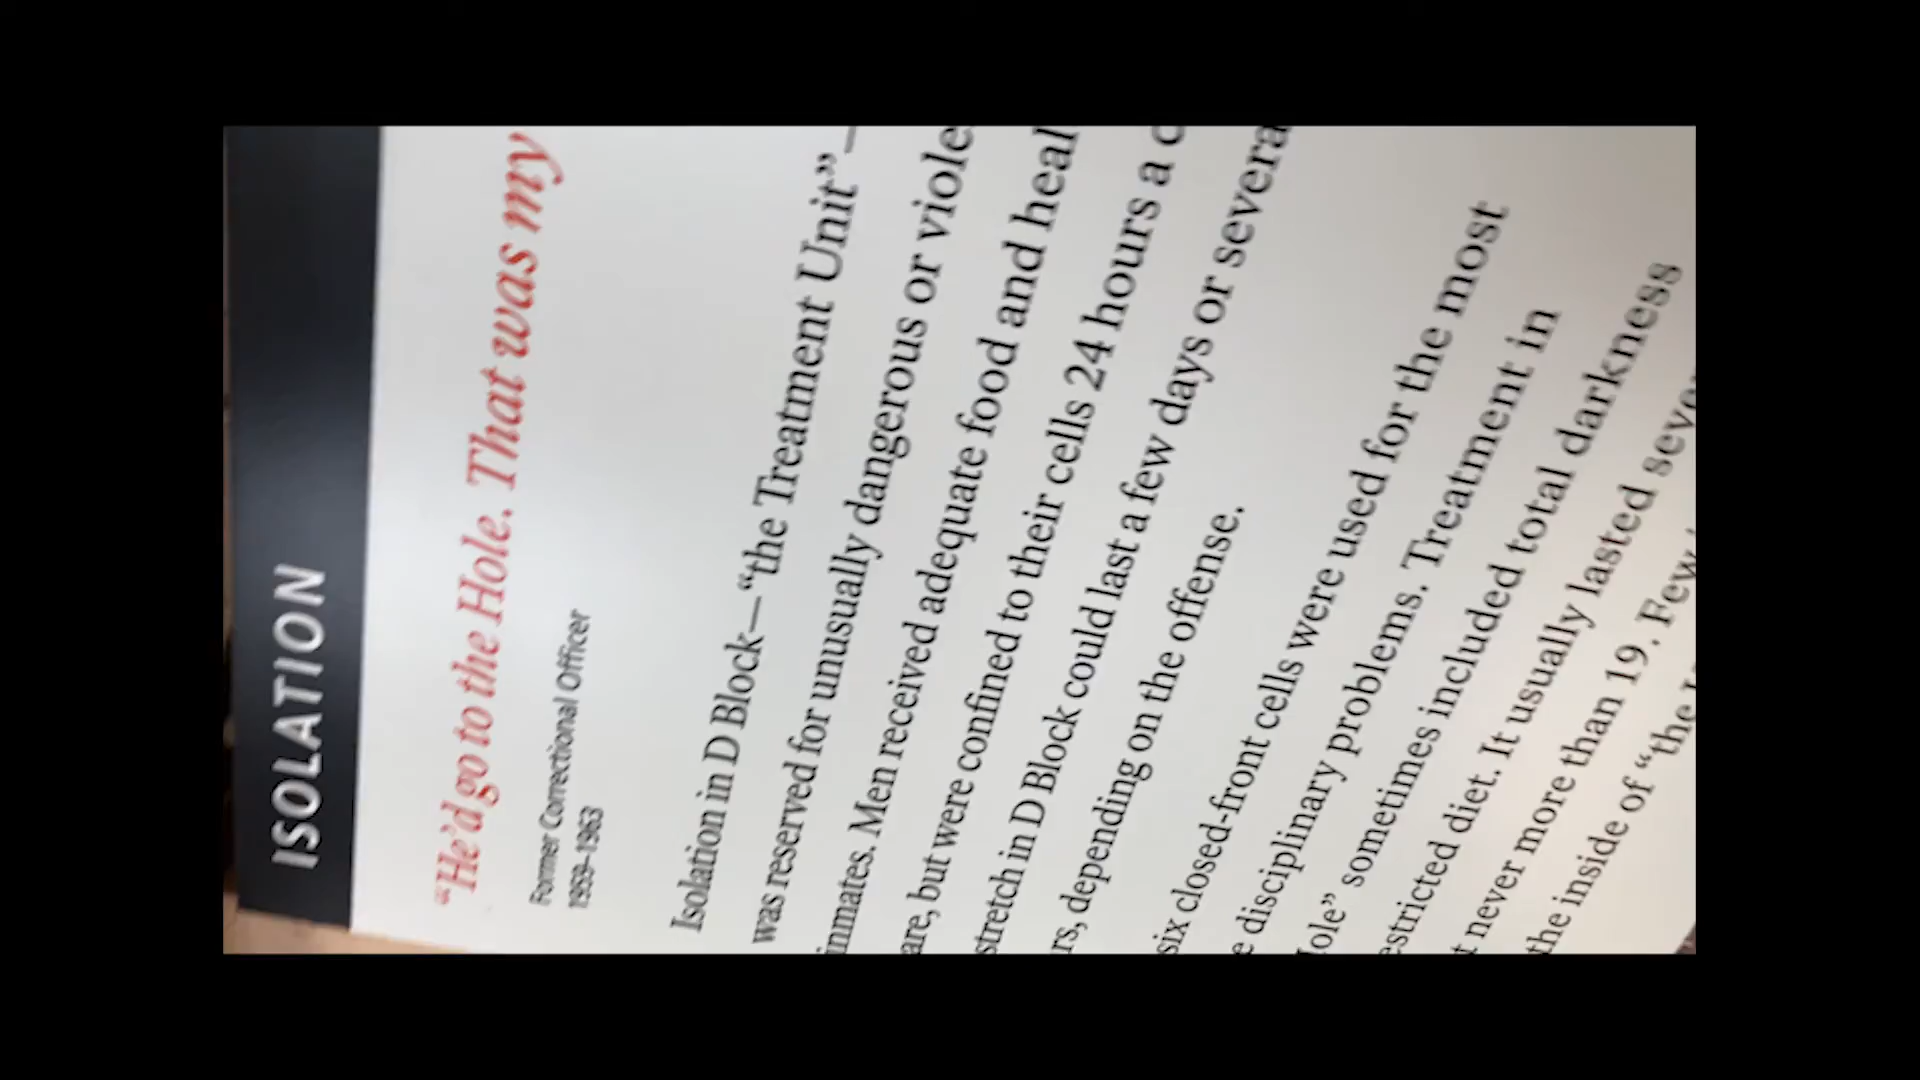 ISOLATION
“He’d go to the Hole. That was my
Former Correctional Officer
1959–1963
Isolation in D Block—“the Treatment Unit”—
was reserved for unusually dangerous or viole
inmates. Men received adequate food and heal
are, but were confined to their cells 24 hours a
stretch in D Block could last a few days or severa
rs, depending on the offense.
six closed-front cells were used for the most
e disciplinary problems. Treatment in
ole” sometimes included total darkness
estricted diet. It usually lasted
t never more than 19. Few
the inside of “the